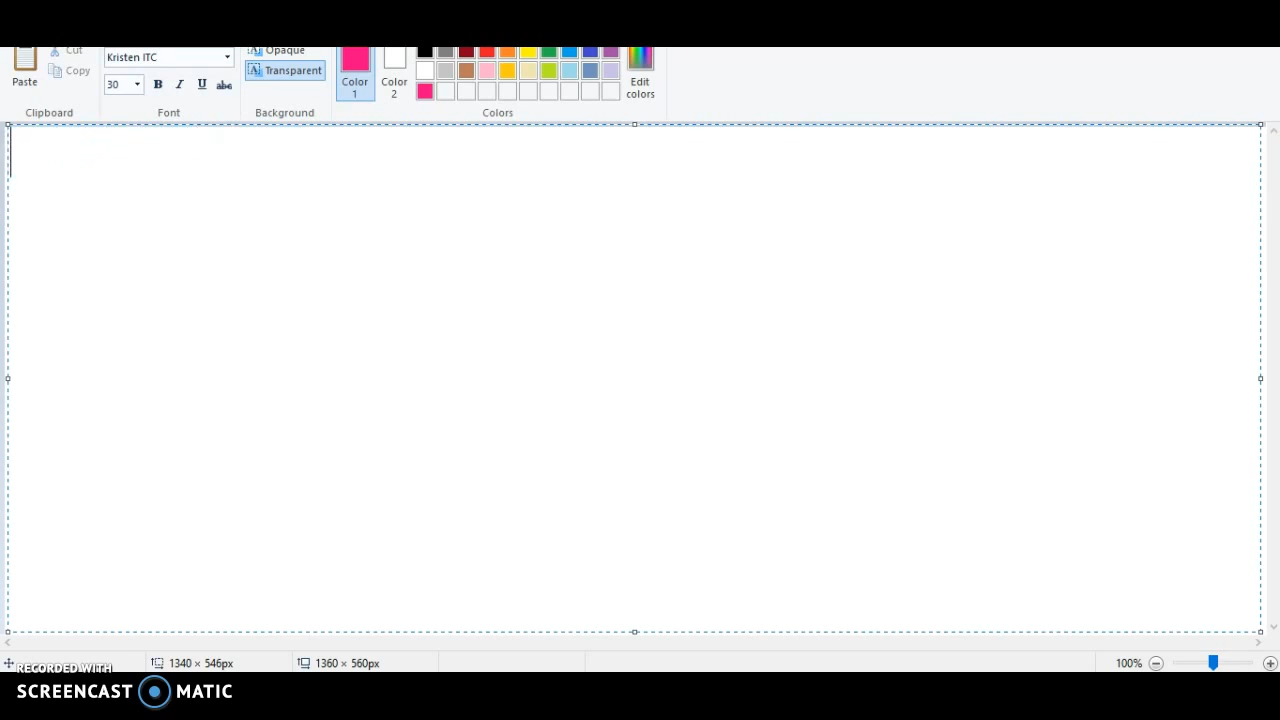 Cut
Opaque
Kristen ITC
Paste
Copy
Transparent
30 B I U abc
Color 1
Color 2
Edit colors
Clipboard
Font
Background
Colors
1340 × 546px
1360 × 560px
100%
RECORDED WITH
SCREENCAST MATIC